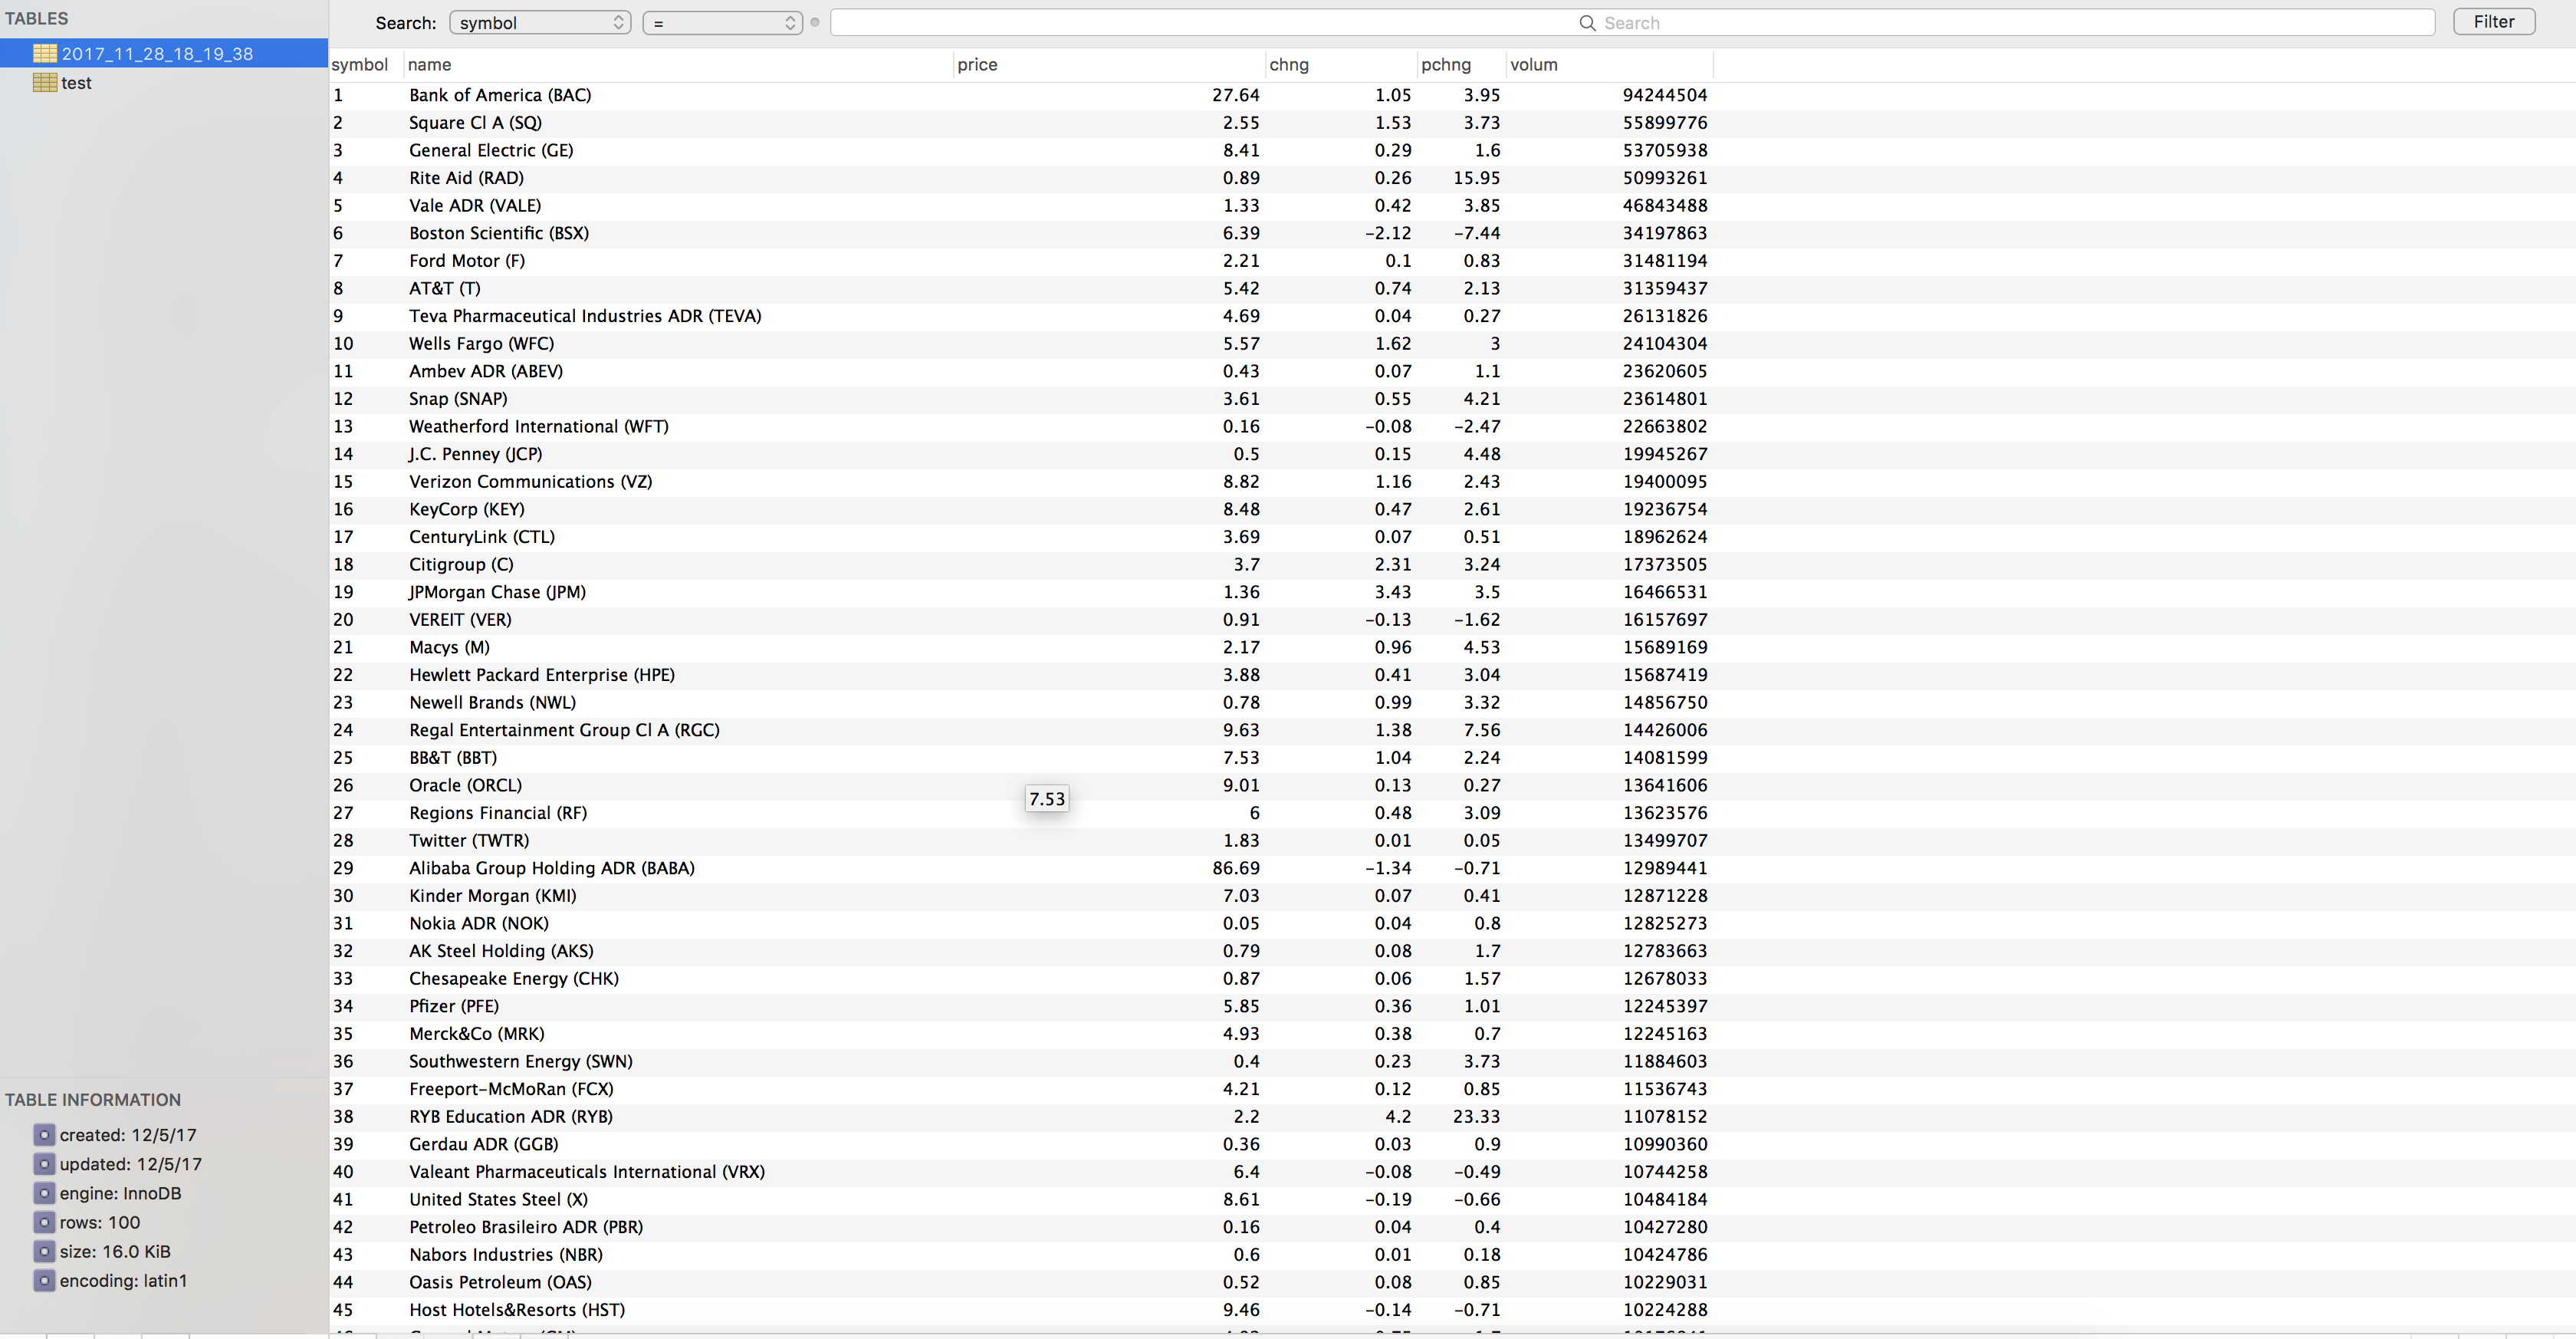 TABLES
2017_11_28_18_19_38
test
TABLE INFORMATION
created: 12/5/17
updated: 12/5/17
engine: InnoDB
rows: 100
size: 16.0 KiB
encoding: latin1
Search: symbol = Search Filter
symbol name price chng pchng volum
1 Bank of America (BAC) 27.64 1.05 3.95 94244504
2 Square Cl A (SQ) 2.55 1.53 3.73 55899776
3 General Electric (GE) 8.41 0.29 1.6 53705938
4 Rite Aid (RAD) 0.89 0.26 15.95 50993261
5 Vale ADR (VALE) 1.33 0.42 3.85 46843488
6 Boston Scientific (BSX) 6.39 -2.12 -7.44 34197863
7 Ford Motor (F) 2.21 0.1 0.83 31481194
8 AT&T (T) 5.42 0.74 2.13 31359437
9 Teva Pharmaceutical Industries ADR (TEVA) 4.69 0.04 0.27 26131826
10 Wells Fargo (WFC) 5.57 1.62 3 24104304
11 Ambev ADR (ABEV) 0.43 0.07 1.1 23620605
12 Snap (SNAP) 3.61 0.55 4.21 23614801
13 Weatherford International (WFT) 0.16 -0.08 -2.47 22663802
14 J.C. Penney (JCP) 0.5 0.15 4.48 19945267
15 Verizon Communications (VZ) 8.82 1.16 2.43 19400095
16 KeyCorp (KEY) 8.48 0.47 2.61 19236754
17 CenturyLink (CTL) 3.69 0.07 0.51 18962624
18 Citigroup (C) 3.7 2.31 3.24 17373505
19 JPMorgan Chase (JPM) 1.36 3.43 3.5 16466531
20 VEREIT (VER) 0.91 -0.13 -1.62 16157697
21 Macys (M) 2.17 0.96 4.53 15689169
22 Hewlett Packard Enterprise (HPE) 3.88 0.41 3.04 15687419
23 Newell Brands (NWL) 0.78 0.99 3.32 14856750
24 Regal Entertainment Group Cl A (RGC) 9.63 1.38 7.56 14426006
25 BB&T (BBT) 7.53 1.04 2.24 14081599
26 Oracle (ORCL) 9.01 0.13 0.27 13641606
7.53
27 Regions Financial (RF) 6 0.48 3.09 13623576
28 Twitter (TWTR) 1.83 0.01 0.05 13499707
29 Alibaba Group Holding ADR (BABA) 86.69 -1.34 -0.71 12989441
30 Kinder Morgan (KMI) 7.03 0.07 0.41 12871228
31 Nokia ADR (NOK) 0.05 0.04 0.8 12825273
32 AK Steel Holding (AKS) 0.79 0.08 1.7 12783663
33 Chesapeake Energy (CHK) 0.87 0.06 1.57 12678033
34 Pfizer (PFE) 5.85 0.36 1.01 12245397
35 Merck&Co (MRK) 4.93 0.38 0.7 12245163
36 Southwestern Energy (SWN) 0.4 0.23 3.73 11884603
37 Freeport-McMoRan (FCX) 4.21 0.12 0.85 11536743
38 RYB Education ADR (RYB) 2.2 4.2 23.33 11078152
39 Gerdau ADR (GGB) 0.36 0.03 0.9 10990360
40 Valeant Pharmaceuticals International (VRX) 6.4 -0.08 -0.49 10744258
41 United States Steel (X) 8.61 -0.19 -0.66 10484184
42 Petroleo Brasileiro ADR (PBR) 0.16 0.04 0.4 10427280
43 Nabors Industries (NBR) 0.6 0.01 0.18 10424786
44 Oasis Petroleum (OAS) 0.52 0.08 0.85 10229031
45 Host Hotels&Resorts (HST) 9.46 -0.14 -0.71 10224288